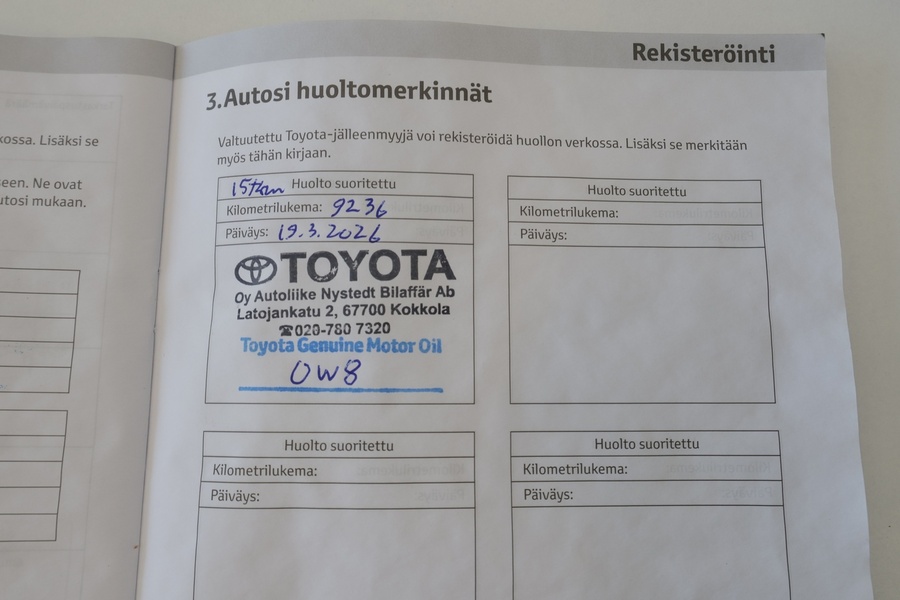 Rekisteröinti
kossa. Lisäksi se
seen. Ne ovat
utosi mukaan.
3. Autosi huoltomerkinnät
Valtuutettu Toyota-jälleenmyyjä voi rekisteröidä huollon verkossa. Lisäksi se merkitään
myös tähän kirjaan.
15tkm Huolto suoritettu
Kilometrilukema: 9236
Päiväys: 19.3.2026
TOYOTA
Oy Autoliike Nystedt Bilaffär Ab
Latojankatu 2, 67700 Kokkola
☎020-780 7320
Toyota Genuine Motor Oil
0W8
Huolto suoritettu
Kilometrilukema:
Päiväys:
Huolto suoritettu
Kilometrilukema:
Päiväys:
Huolto suoritettu
Kilometrilukema:
Päiväys: